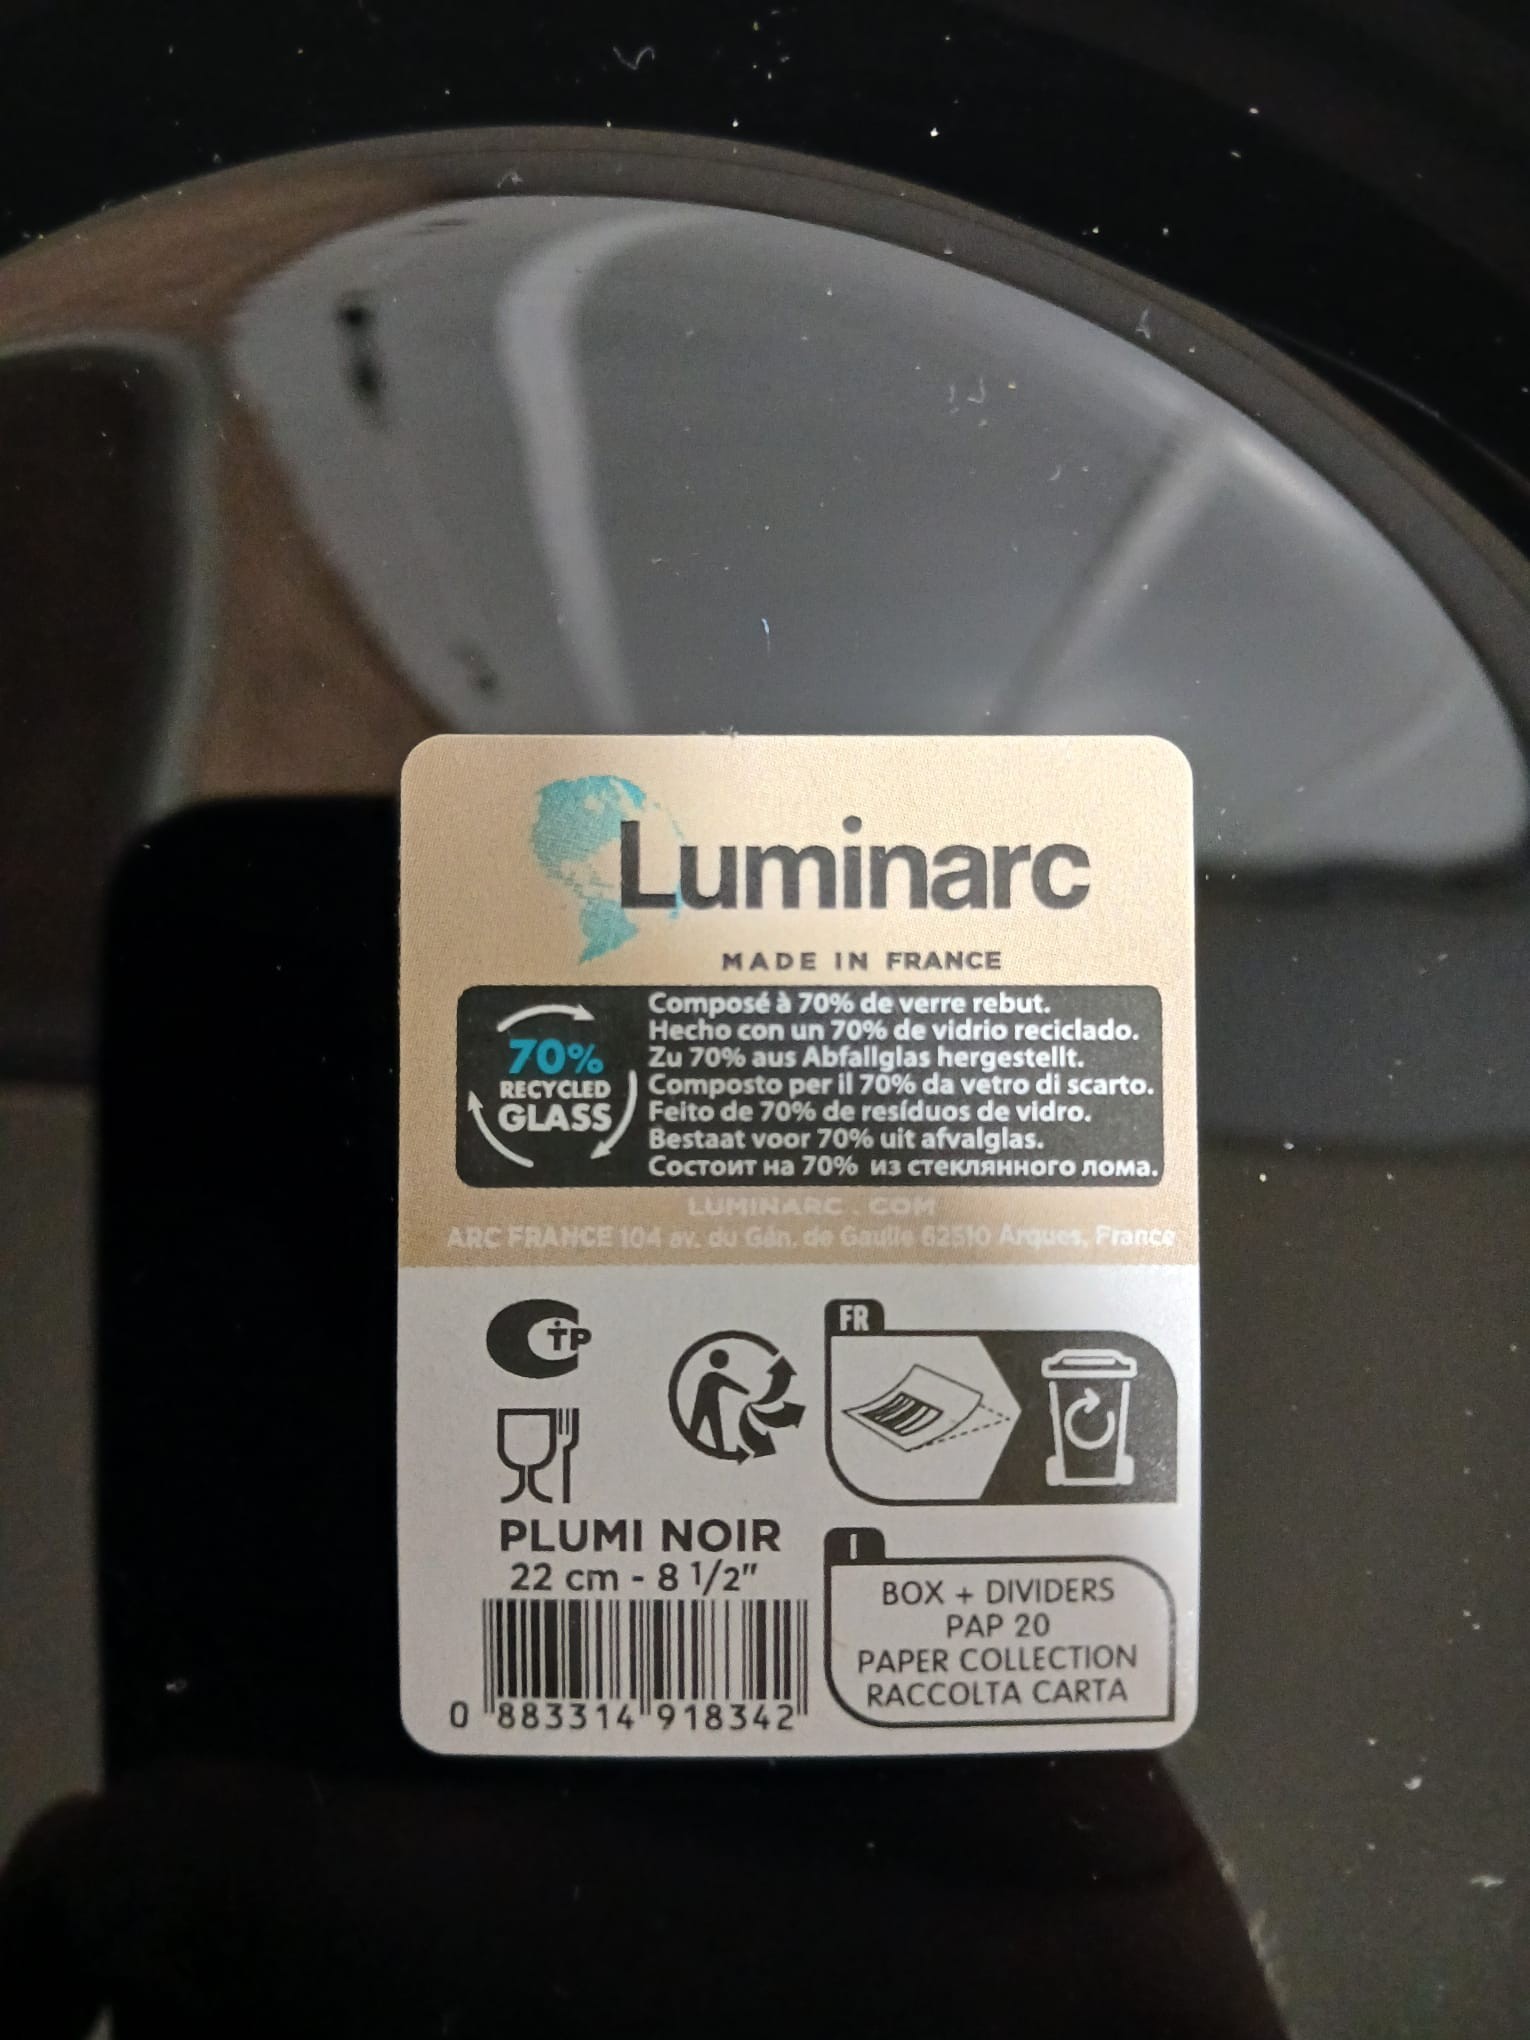 Luminarc
MADE IN FRANCE
70%
RECYCLED
GLASS
Composé à 70% de verre rebut.
Hecho con un 70% de vidrio reciclado.
Zu 70% aus Abfallglas hergestellt.
Composto per il 70% da vetro di scarto.
Feito de 70% de resíduos de vidro.
Bestaat voor 70% uit afvalglas.
Состоит на 70% из стеклянного лома.
LUMINARC . COM
ARC FRANCE 104 av. du Gén. de Gaulle 62510 Arques, France
СТР
FR
PLUMI NOIR
22 cm - 8 1/2"
0 883314 918342
I
BOX + DIVIDERS
PAP 20
PAPER COLLECTION
RACCOLTA CARTA